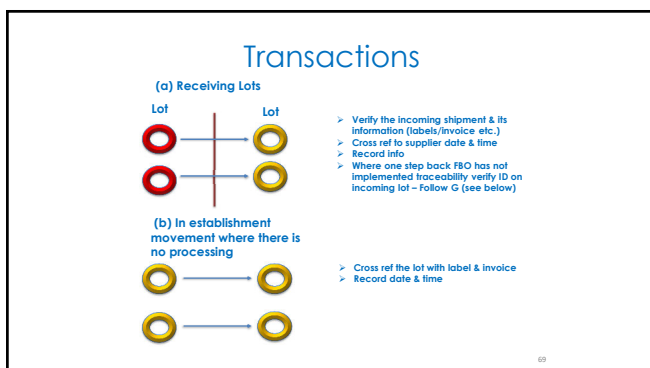 Transactions
(a) Receiving Lots
Lot
Lot
➢ Verify the incoming shipment & its
information (labels/invoice etc.)
➢ Cross ref to supplier date & time
➢ Record info
➢ Where one step back FBO has not
implemented traceability verify ID on
incoming lot – Follow G (see below)
(b) In establishment
movement where there is
no processing
➢ Cross ref the lot with label & invoice
➢ Record date & time
69